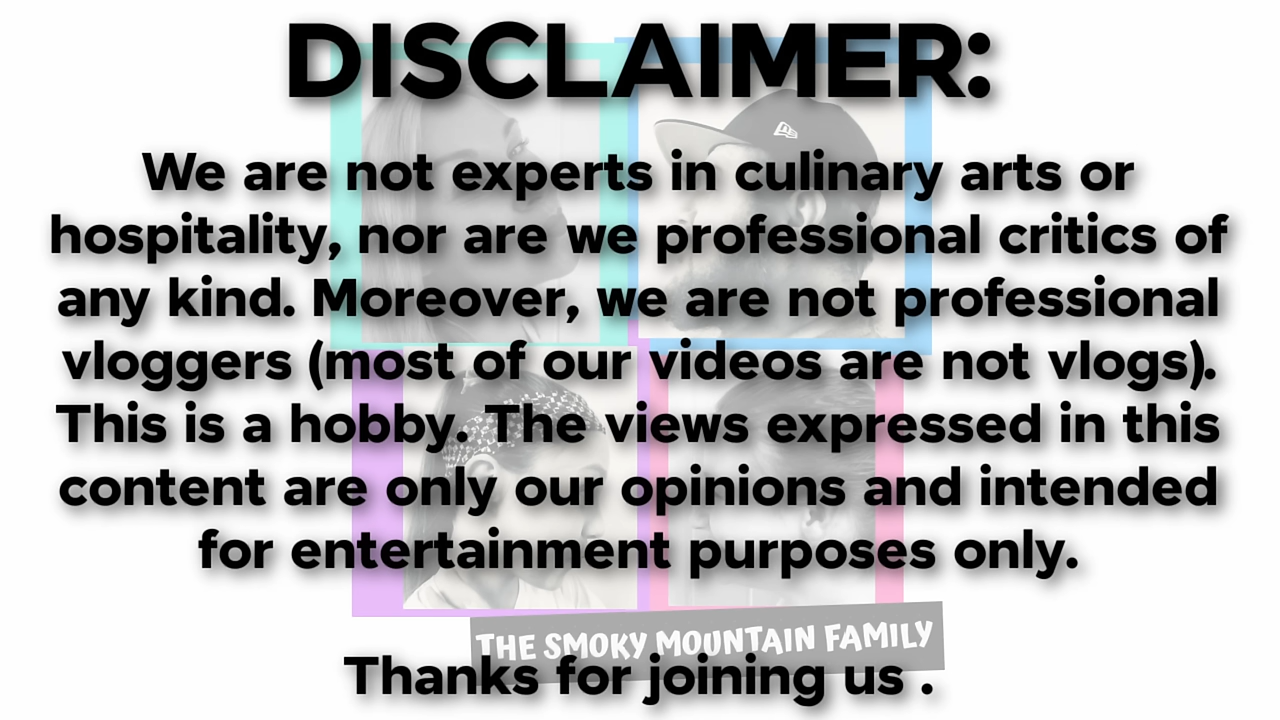 DISCLAIMER:
We are not experts in culinary arts or
hospitality, nor are we professional critics of
any kind. Moreover, we are not professional
vloggers (most of our videos are not vlogs).
This is a hobby. The views expressed in this
content are only our opinions and intended
for entertainment purposes only.
THE SMOKY MOUNTAIN FAMILY
Thanks for joining us .